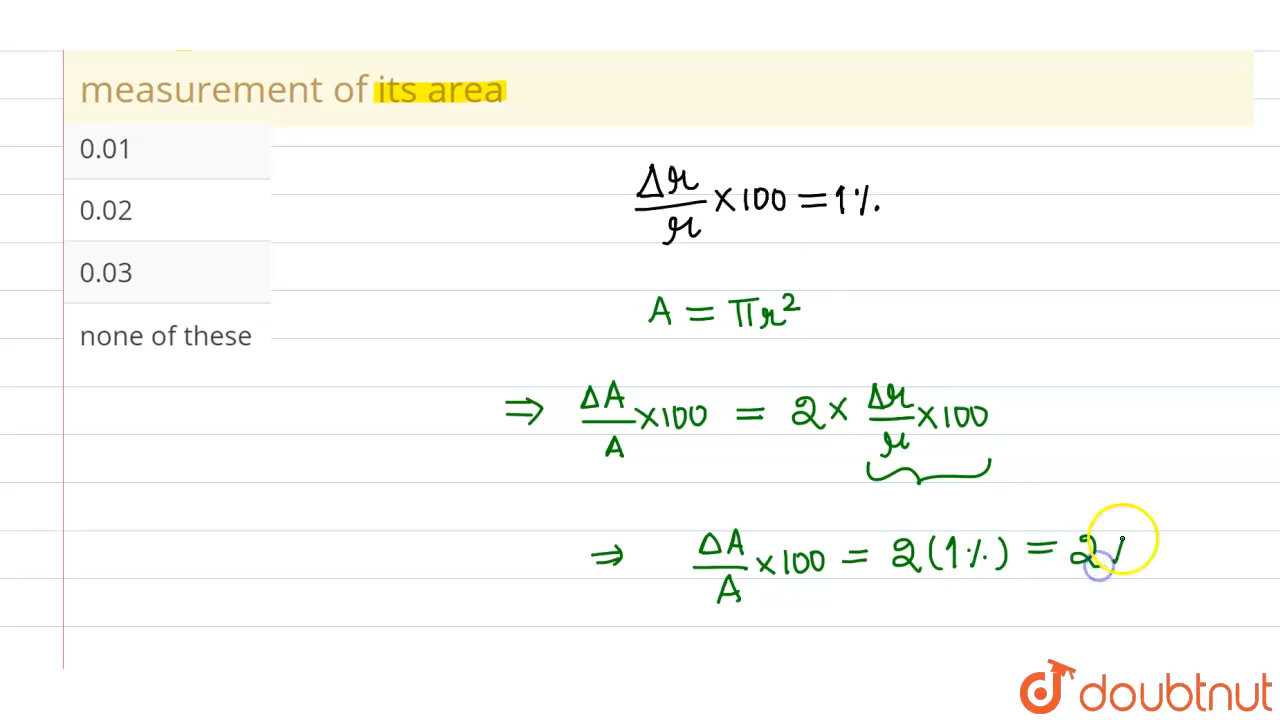 measurement of its area
0.01
0.02
0.03
none of these
Δr/r × 100 = 1%.
A = πr²
⇒ ΔA/A × 100 = 2 × Δr/r × 100
⇒ ΔA/A × 100 = 2 (1%.) = 2
doubtnut